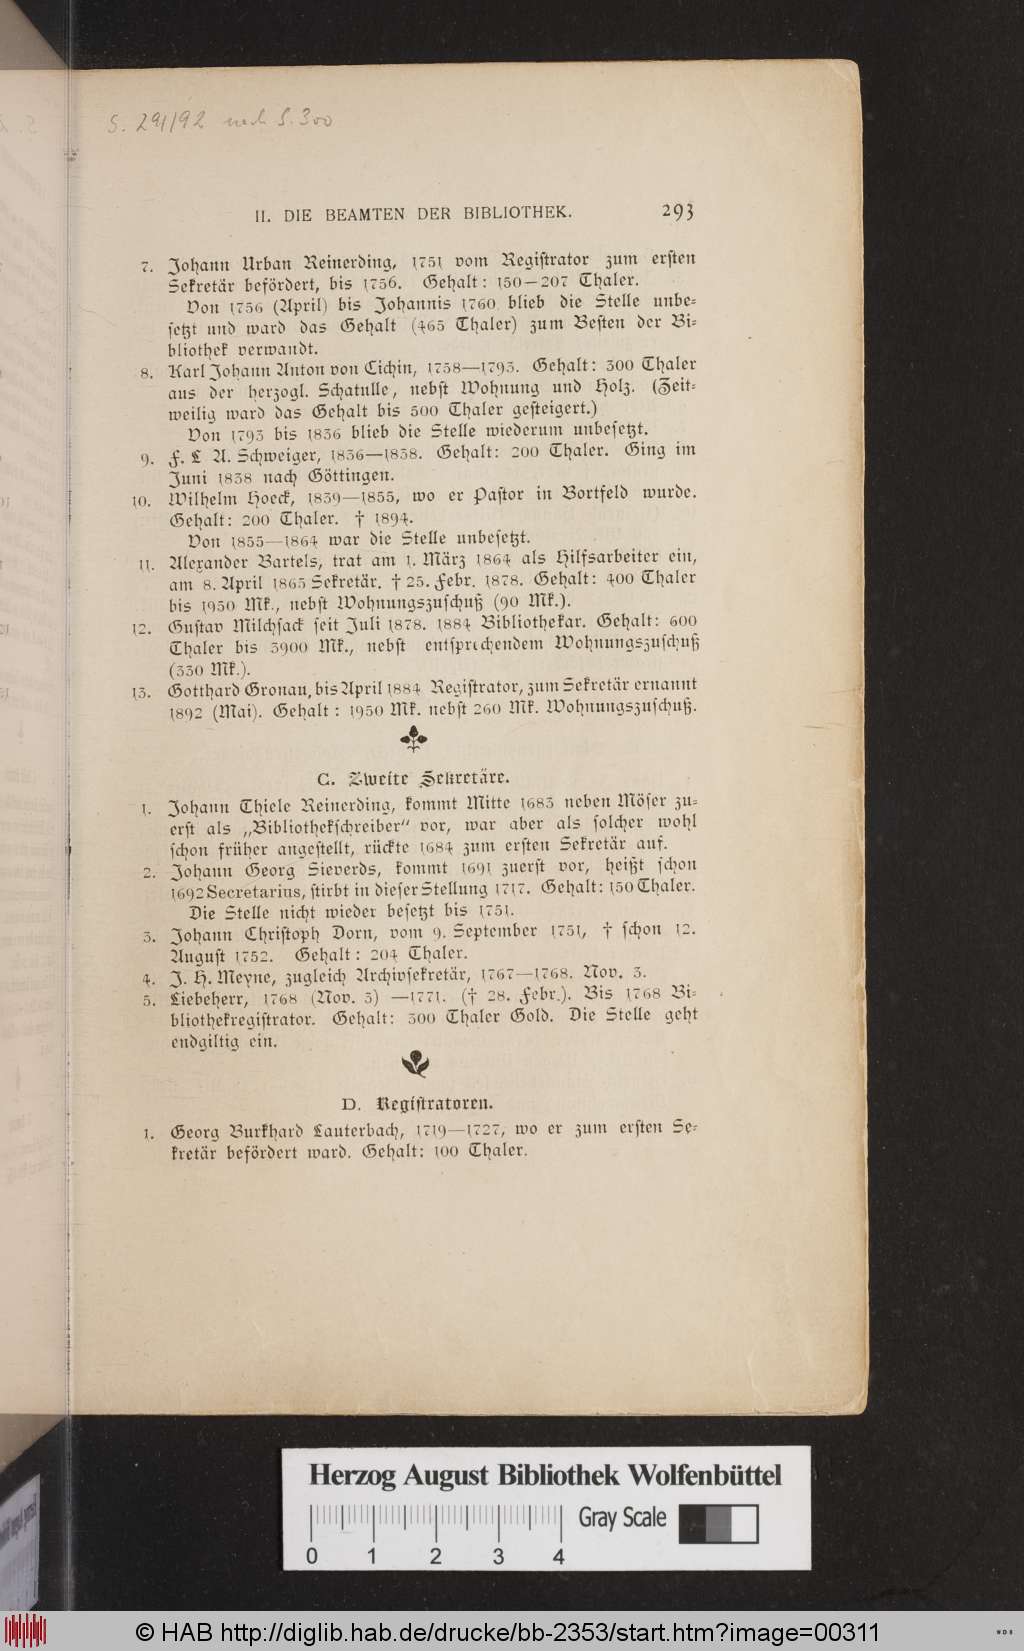 S. 291/92 nach S. 300
II. DIE BEAMTEN DER BIBLIOTHEK. 293
7. Johann Urban Reinerding, 1751 vom Regiſtrator zum erſten
Sekretär befördert, bis 1756. Gehalt: 150—207 Thaler.
Von 1756 (April) bis Johannis 1760 blieb die Stelle unbe-
ſetzt und ward das Gehalt (465 Thaler) zum Beſten der Bi-
bliothek verwandt.
8. Karl Johann Anton von Cichin, 1758—1793. Gehalt: 300 Thaler
aus der herzogl. Schatulle, nebſt Wohnung und Holz. (Zeit-
weilig ward das Gehalt bis 500 Thaler geſteigert.)
Von 1793 bis 1836 blieb die Stelle wiederum unbeſetzt.
9. F. L A. Schweiger, 1836—1838. Gehalt: 200 Thaler. Ging im
Juni 1838 nach Göttingen.
10. Wilhelm Hoeck, 1839—1855, wo er Paſtor in Bortfeld wurde.
Gehalt: 200 Thaler. † 1894.
Von 1855—1864 war die Stelle unbeſetzt.
11. Alexander Bartels, trat am 1. März 1864 als Hilfsarbeiter ein,
am 8. April 1865 Sekretär. † 25. Febr. 1878. Gehalt: 400 Thaler
bis 1950 Mk., nebſt Wohnungszuſchuß (90 Mk.).
12. Guſtav Milchſack ſeit Juli 1878. 1884 Bibliothekar. Gehalt: 600
Thaler bis 3900 Mk., nebſt entſprechendem Wohnungszuſchuß
(330 Mk.).
13. Gotthard Gronau, bis April 1884 Regiſtrator, zum Sekretär ernannt
1892 (Mai). Gehalt: 1950 Mk. nebſt 260 Mk. Wohnungszuſchuß.
C. Zweite Sekretäre.
1. Johann Thiele Reinerding, kommt Mitte 1683 neben Möſer zu-
erſt als „Bibliothekſchreiber“ vor, war aber als ſolcher wohl
ſchon früher angeſtellt, rückte 1684 zum erſten Sekretär auf.
2. Johann Georg Sieverds, kommt 1691 zuerſt vor, heißt ſchon
1692 Secretarius, ſtirbt in dieſer Stellung 1717. Gehalt: 150 Thaler.
Die Stelle nicht wieder beſetzt bis 1751.
3. Johann Chriſtoph Dorn, vom 9. September 1751, † ſchon 12.
Auguſt 1752. Gehalt: 204 Thaler.
4. J. H. Meyne, zugleich Archivſekretär, 1767—1768. Nov. 3.
5. Liebeherr, 1768 (Nov. 3) —1771. († 28. Febr.). Bis 1768 Bi-
bliothekregiſtrator. Gehalt: 300 Thaler Gold. Die Stelle geht
endgiltig ein.
D. Regiſtratoren.
1. Georg Burkhard Lauterbach, 1719—1727, wo er zum erſten Se-
kretär befördert ward. Gehalt: 100 Thaler.
Herzog August Bibliothek Wolfenbüttel
Gray Scale
0 1 2 3 4
© HAB http://diglib.hab.de/drucke/bb-2353/start.htm?image=00311